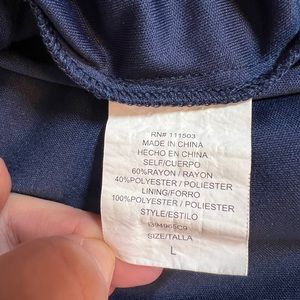 RN# 111503
MADE IN CHINA
HECHO EN CHINA
SELF/CUERPO
60%RAYON / RAYON
40%POLYESTER / POLIESTER
LINING/FORRO
100%POLYESTER / POLIESTER
STYLE/ESTILO
SIZE/TALLA
L